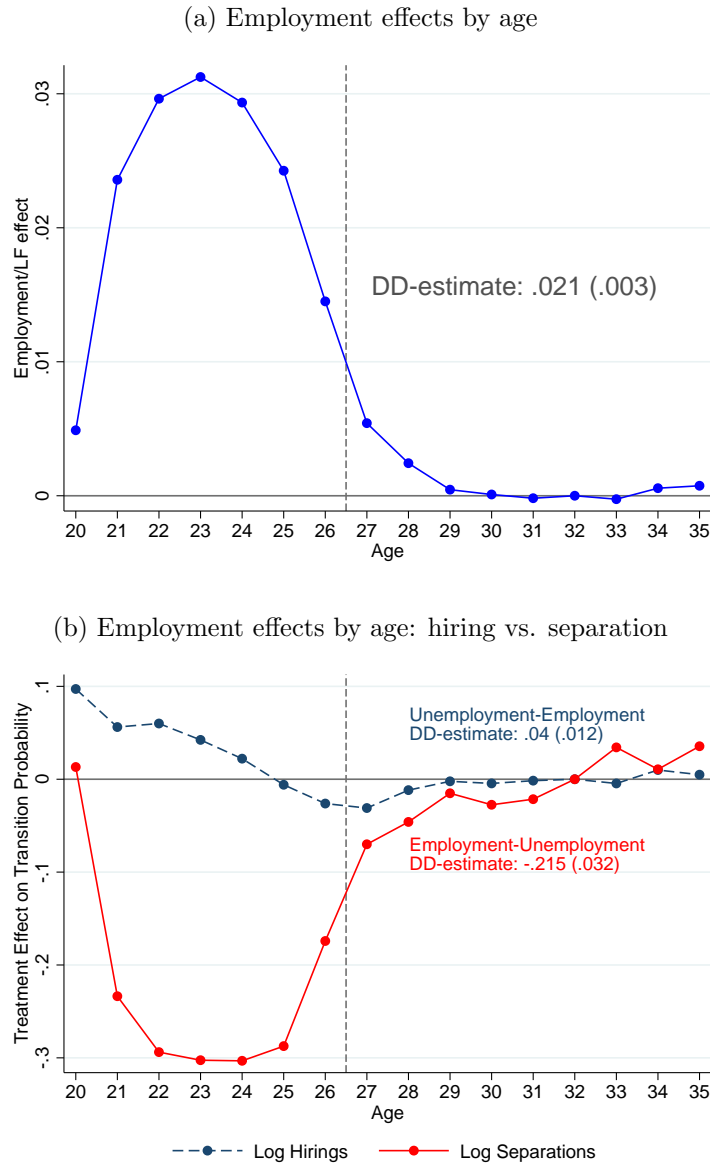 (a) Employment effects by age
Employment/LF effect
.03
.02
.01
0
DD-estimate: .021 (.003)
20 21 22 23 24 25 26 27 28 29 30 31 32 33 34 35
Age
(b) Employment effects by age: hiring vs. separation
Treatment Effect on Transition Probability
.1
0
-.1
-.2
-.3
Unemployment-Employment
DD-estimate: .04 (.012)
Employment-Unemployment
DD-estimate: -.215 (.032)
20 21 22 23 24 25 26 27 28 29 30 31 32 33 34 35
Age
Log Hirings Log Separations